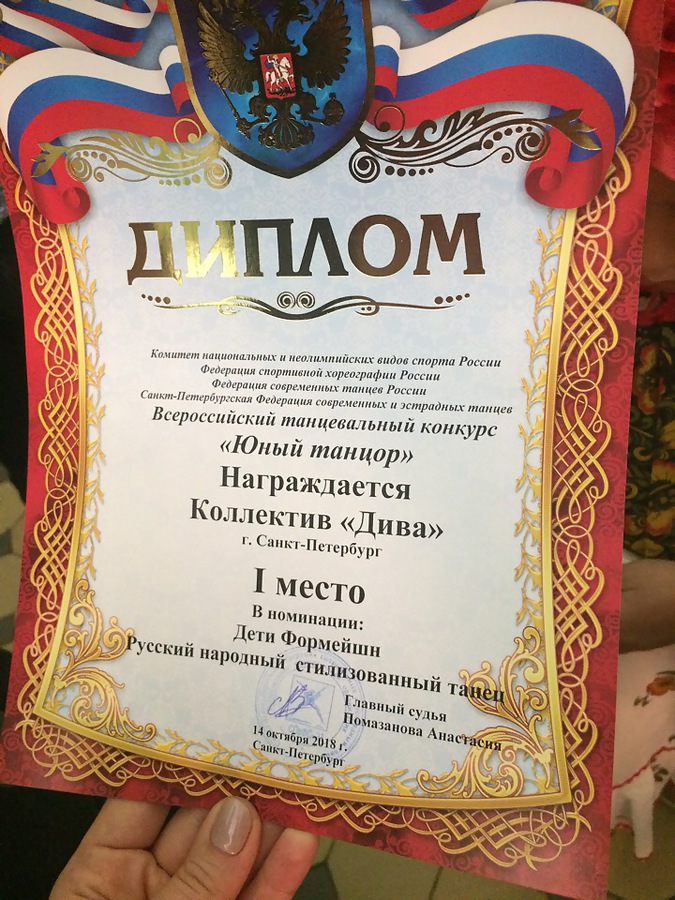 ДИПЛОМ
Комитет национальных и неолимпийских видов спорта России
Федерация спортивной хореографии России
Федерация современных танцев России
Санкт-Петербургская Федерация современных и эстрадных танцев
Всероссийский танцевальный конкурс
«Юный танцор»
Награждается
Коллектив «Дива»
г. Санкт-Петербург
I место
В номинации:
Дети Формейшн
Русский народный стилизованный танец
Главный судья
Помазанова Анастасия
14 октября 2018 г.
Санкт-Петербург